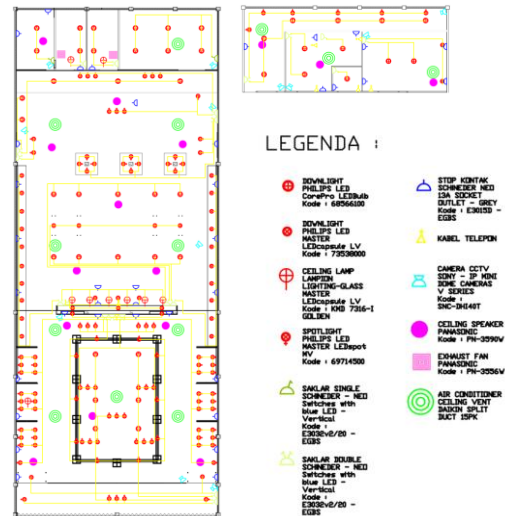 LEGENDA :
DOWNLIGHT
PHILIPS LED
CorePro LEDBulb
Kode : 68566100
DOWNLIGHT
PHILIPS LED
MASTER
LEDcapsule LV
Kode : 73538000
CEILING LAMP
LAMPION
LIGHTING-GLASS
MASTER
LEDcapsule LV
Kode : KMD 7316-I
GOLDEN
SPOTLIGHT
PHILIPS LED
MASTER LEDspot
MV
Kode : 69714500
SAKLAR SINGLE
SCHNEIDER - NEO
Switches with
blue LED -
Vertical
Kode :
E3032v2/20 -
EGBS
SAKLAR DOUBLE
SCHNEIDER - NEO
Switches with
blue LED -
Vertical
Kode :
E3032v2/20 -
EGBS
STOP KONTAK
SCHNEIDER NEO
13A SOCKET
OUTLET - GREY
Kode : E3015D -
EGBS
KABEL TELEPON
CAMERA CCTV
SONY - IP MINI
DOME CAMERAS
V SERIES
Kode :
SNC-DH140T
CEILING SPEAKER
PANASONIC
Kode : PN-3590W
EXHAUST FAN
PANASONIC
Kode : PN-3556W
AIR CONDITIONER
CEILING VENT
DAIKIN SPLIT
DUCT 15PK